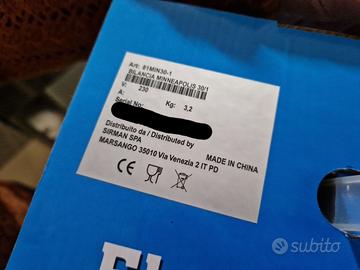 Art: 61MIN30-1
BILANCIA MINNEAPOLIS 30/1
V: 230
A: Kg: 3,2
Serial No:
Distribuito da / Distributed by
SIRMAN SPA
MARSANGO 35010 Via Venezia 2 IT PD
CE
MADE IN CHINA
subito